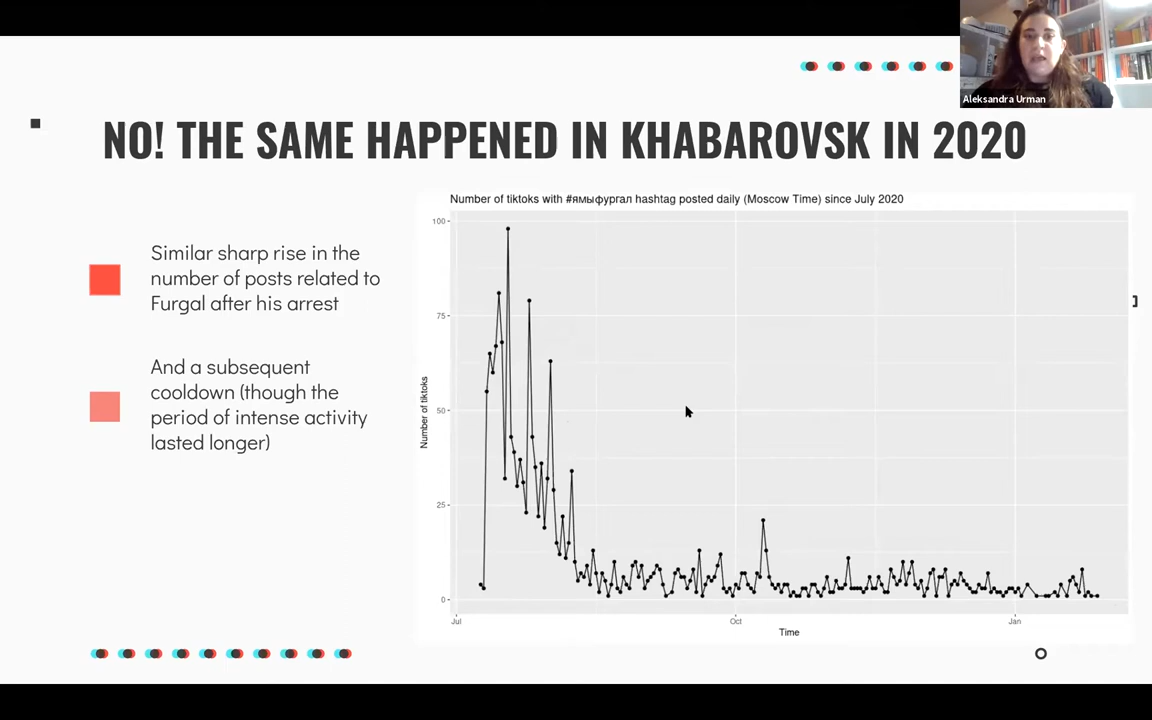 Aleksandra Urman
NO! THE SAME HAPPENED IN KHABAROVSK IN 2020
Similar sharp rise in the
number of posts related to
Furgal after his arrest
And a subsequent
cooldown (though the
period of intense activity
lasted longer)
Number of tiktoks with #ямыфургал hashtag posted daily (Moscow Time) since July 2020
Number of tiktoks
100
75
50
25
0
Jul
Oct
Jan
Time